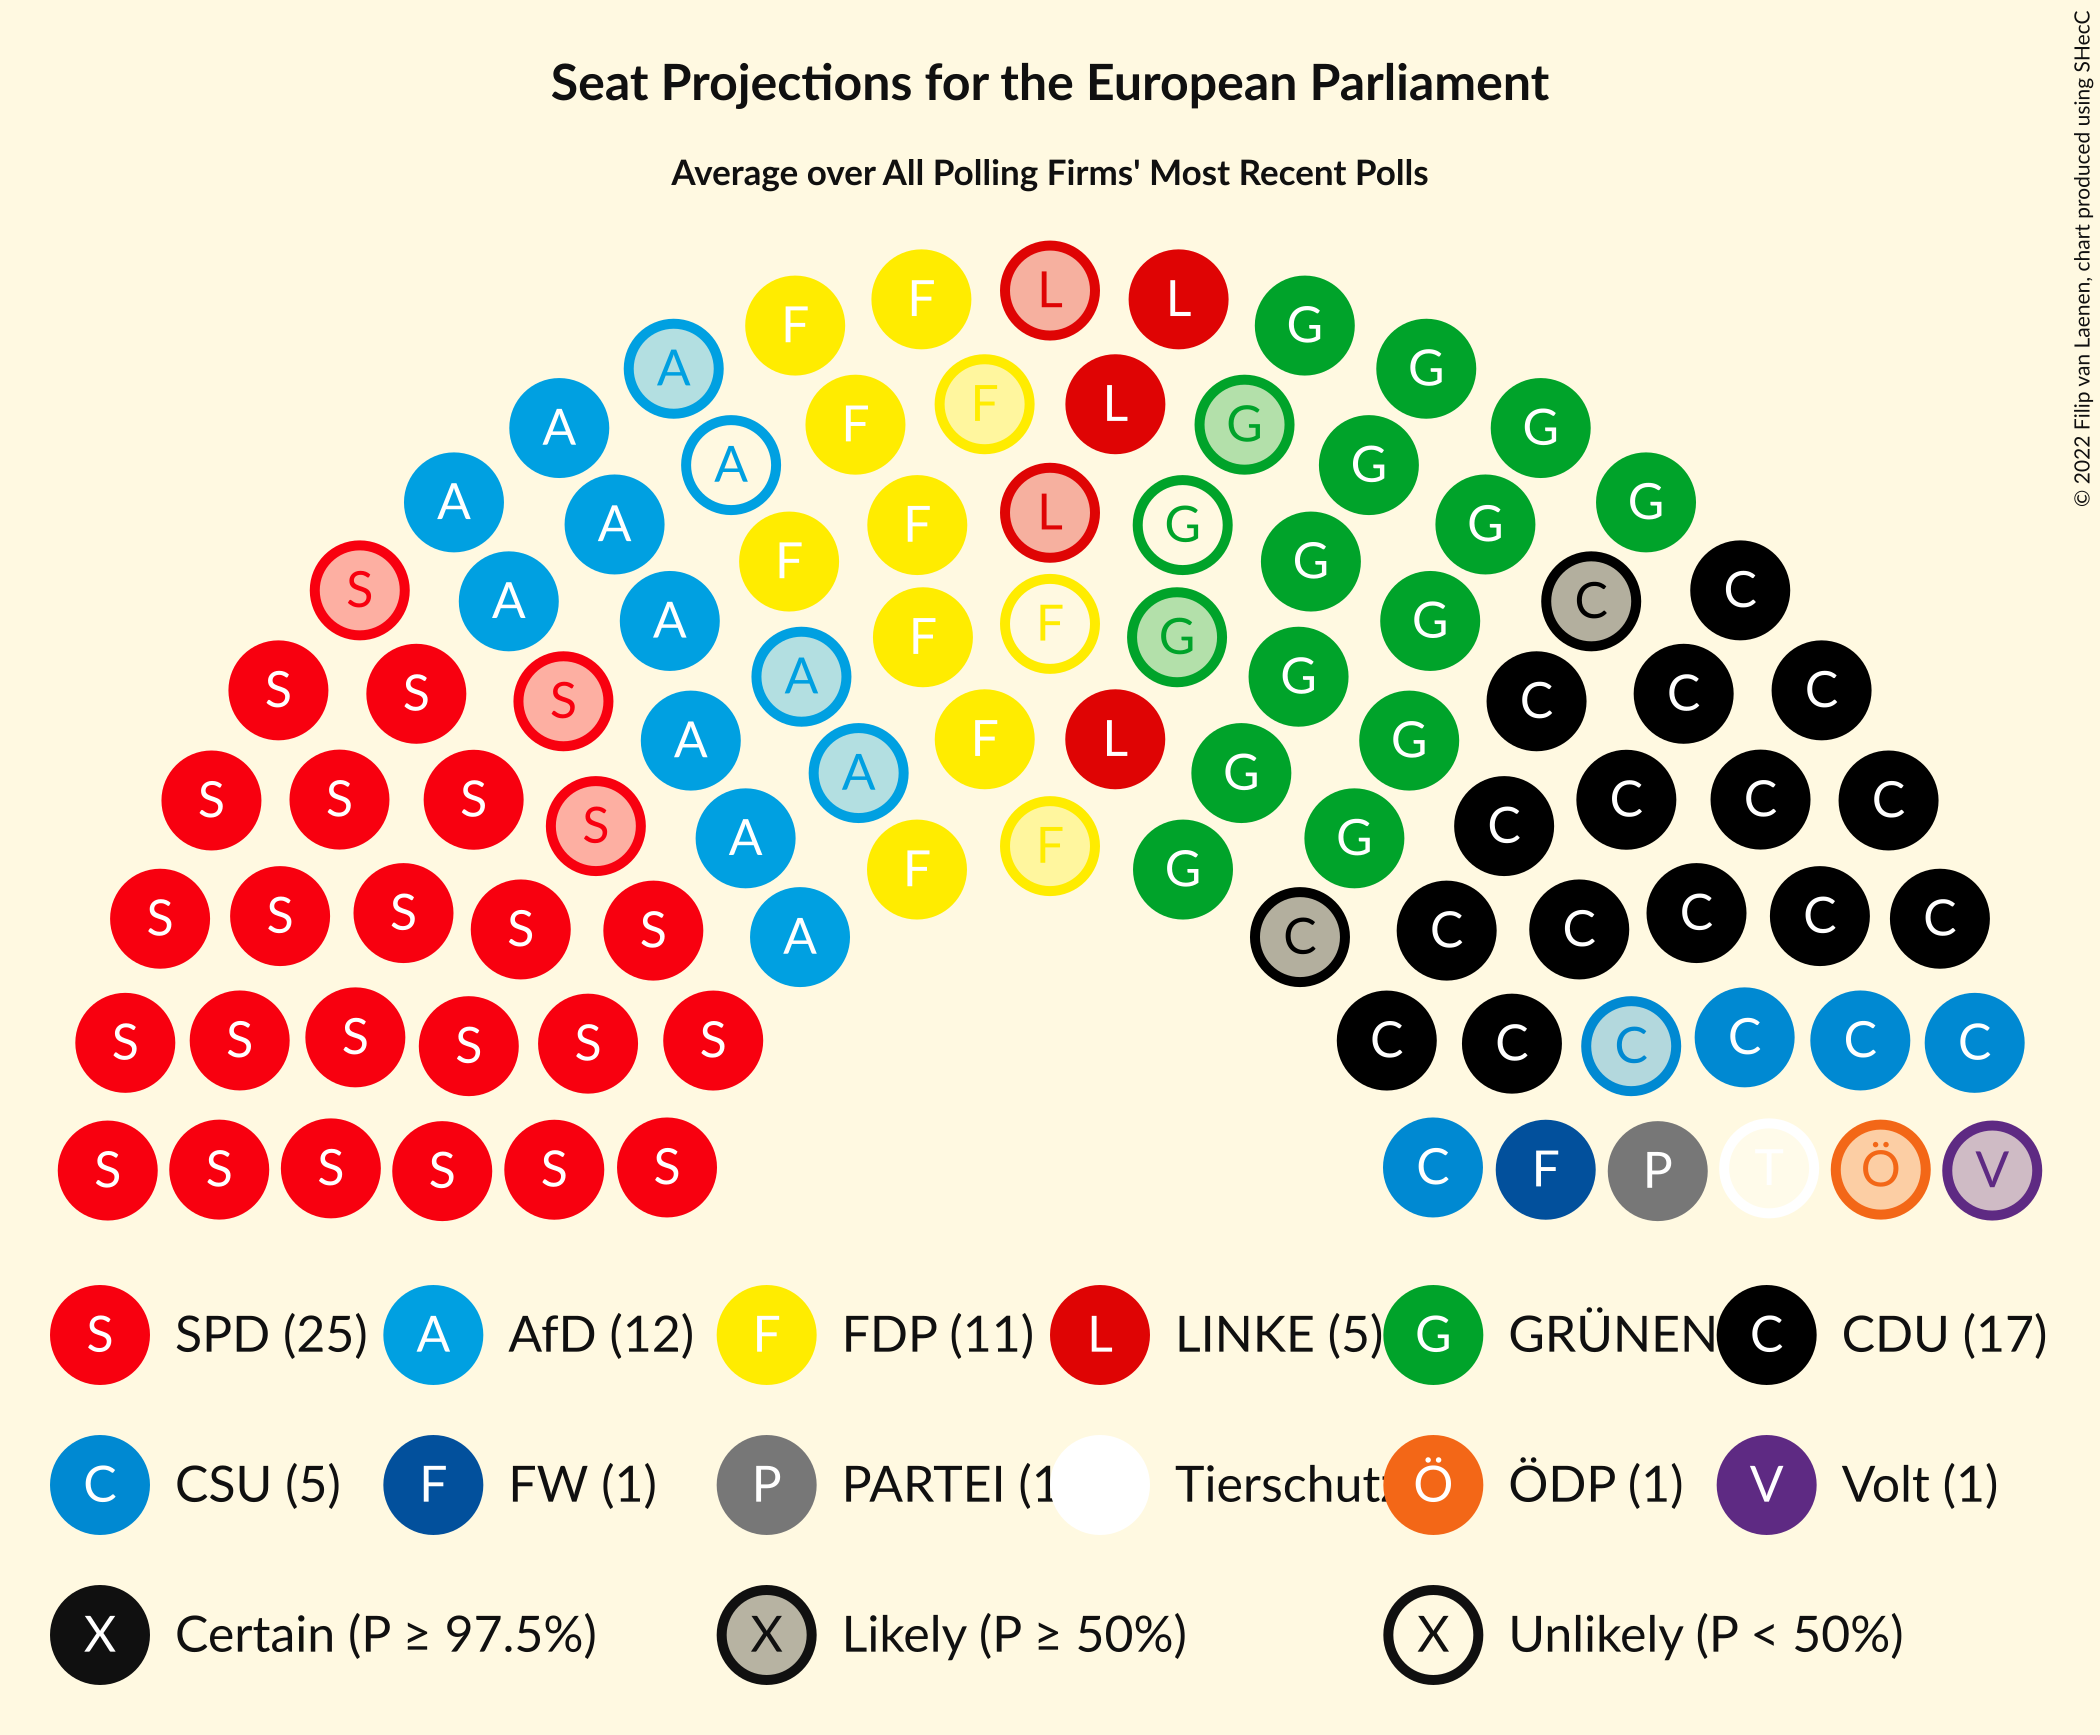 Seat Projections for the European Parliament
Average over All Polling Firms' Most Recent Polls
© 2022 Filip van Laenen, chart produced using SHecC
L
F L
F G
A G
A F G
F L G
A A G
A G
A F L G G
A F G
S A A F G G C C
A F F G G
S S S A A G G C C C
A F L G
S S S S A A G G C C C C
A F F G
S S S S S A C C C C C C
S S S S S S C C C C C C
S S S S S S C F P T Ö V
S SPD (25) A AfD (12) F FDP (11) L LINKE (5) G GRÜNEN C CDU (17)
C CSU (5) F FW (1) P PARTEI (1 Tierschutz Ö ÖDP (1) V Volt (1)
X Certain (P ≥ 97.5%) X Likely (P ≥ 50%) X Unlikely (P < 50%)